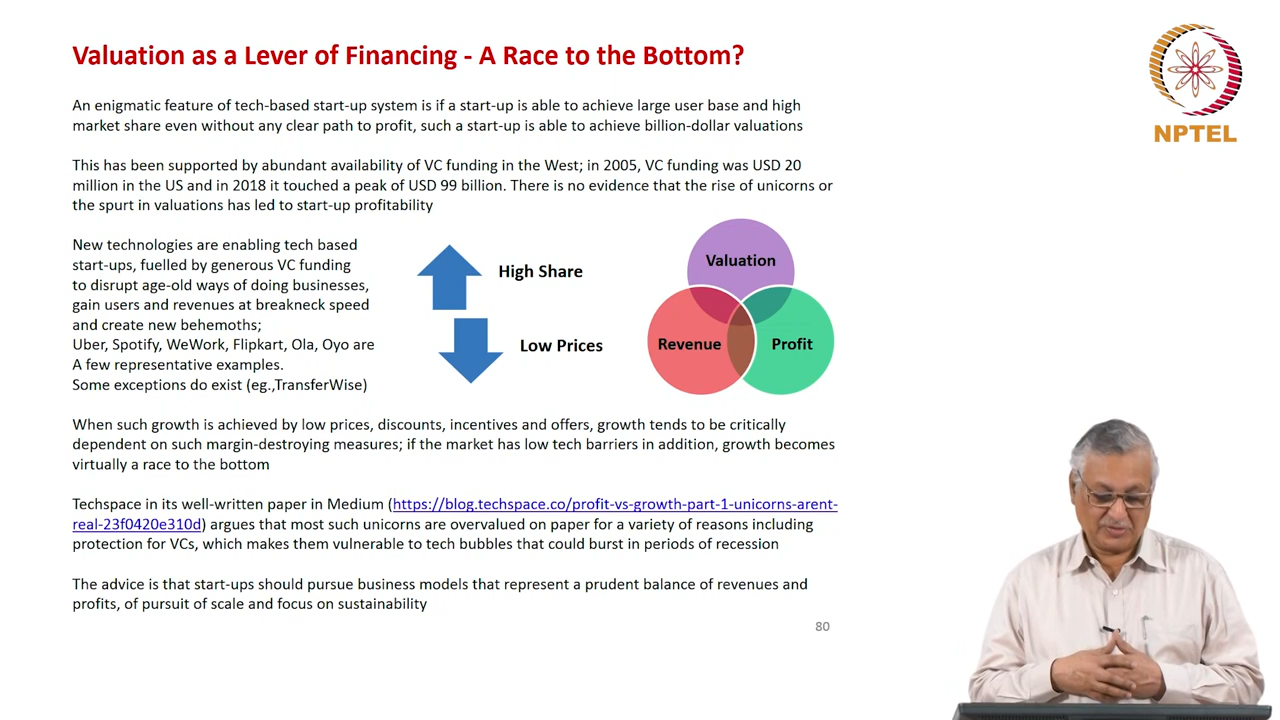 Valuation as a Lever of Financing - A Race to the Bottom?
NPTEL
An enigmatic feature of tech-based start-up system is if a start-up is able to achieve large user base and high
market share even without any clear path to profit, such a start-up is able to achieve billion-dollar valuations
This has been supported by abundant availability of VC funding in the West; in 2005, VC funding was USD 20
million in the US and in 2018 it touched a peak of USD 99 billion. There is no evidence that the rise of unicorns or
the spurt in valuations has led to start-up profitability
New technologies are enabling tech based
start-ups, fuelled by generous VC funding
to disrupt age-old ways of doing businesses,
gain users and revenues at breakneck speed
and create new behemoths;
Uber, Spotify, WeWork, Flipkart, Ola, Oyo are
A few representative examples.
Some exceptions do exist (eg.,TransferWise)
High Share
Low Prices
Valuation
Revenue
Profit
When such growth is achieved by low prices, discounts, incentives and offers, growth tends to be critically
dependent on such margin-destroying measures; if the market has low tech barriers in addition, growth becomes
virtually a race to the bottom
Techspace in its well-written paper in Medium (https://blog.techspace.co/profit-vs-growth-part-1-unicorns-arent-
real-23f0420e310d) argues that most such unicorns are overvalued on paper for a variety of reasons including
protection for VCs, which makes them vulnerable to tech bubbles that could burst in periods of recession
The advice is that start-ups should pursue business models that represent a prudent balance of revenues and
profits, of pursuit of scale and focus on sustainability
80